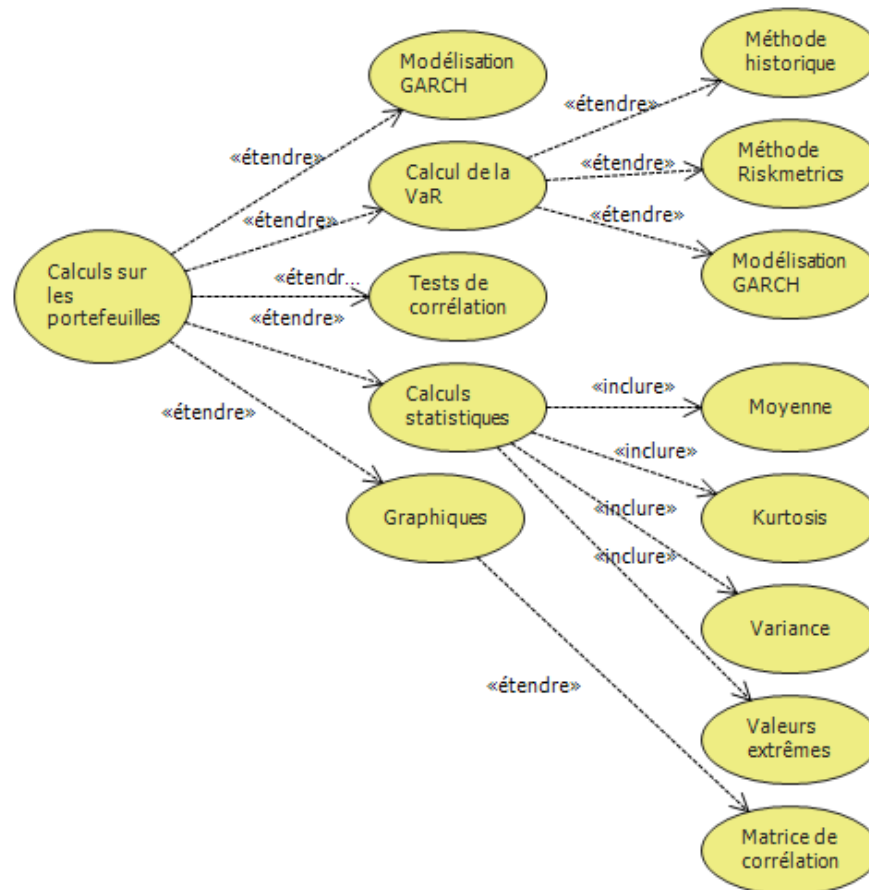 Méthode
historique
Modélisation
GARCH
«étendre»
«étendre»
Calcul de la
VaR
«étendre»
Méthode
Riskmetrics
«étendre»
«étendre»
Modélisation
GARCH
Calculs sur
les
portefeuilles
«étendr...
Tests de
corrélation
«étendre»
Calculs
statistiques
«inclure»
Moyenne
«étendre»
«inclure»
Graphiques
«inclure»
Kurtosis
«inclure»
Variance
«étendre»
Valeurs
extrêmes
Matrice de
corrélation